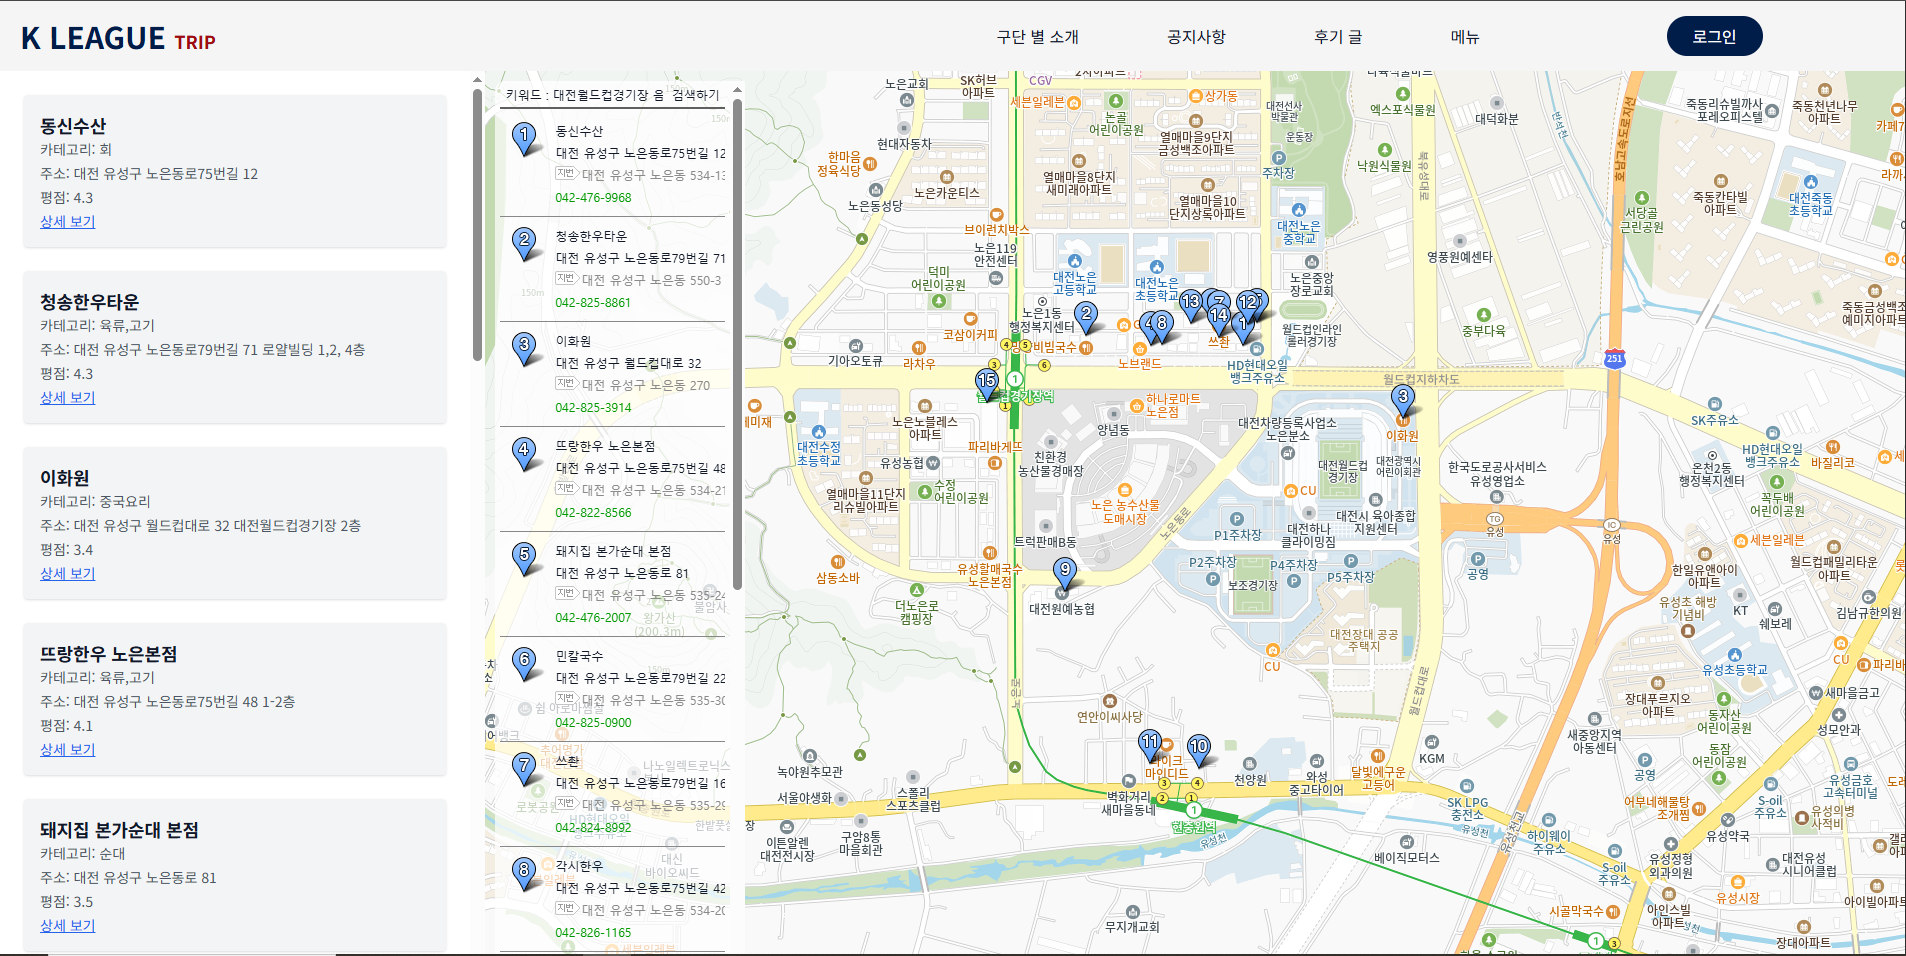 K LEAGUE TRIP
구단 별 소개
공지사항
후기 글
메뉴
로그인
동신수산
카테고리: 회
주소: 대전 유성구 노은동로75번길 12
평점: 4.3
상세 보기
청송한우타운
카테고리: 육류,고기
주소: 대전 유성구 노은동로79번길 71 로얄빌딩 1,2, 4층
평점: 4.3
상세 보기
이화원
카테고리: 중국요리
주소: 대전 유성구 월드컵대로 32 대전월드컵경기장 2층
평점: 3.4
상세 보기
뜨랑한우 노은본점
카테고리: 육류,고기
주소: 대전 유성구 노은동로75번길 48 1-2층
평점: 4.1
상세 보기
돼지집 본가순대 본점
카테고리: 순대
주소: 대전 유성구 노은동로 81
평점: 3.5
상세 보기
키워드 : 대전월드컵경기장 음 검색하기
1
동신수산
대전 유성구 노은동로75번길 12
지번 대전 유성구 노은동 534-13
042-476-9968
2
청송한우타운
대전 유성구 노은동로79번길 71
지번 대전 유성구 노은동 550-3
042-825-8861
3
이화원
대전 유성구 월드컵대로 32
지번 대전 유성구 노은동 270
042-825-3914
4
뜨랑한우 노은본점
대전 유성구 노은동로75번길 48
지번 대전 유성구 노은동 534-21
042-822-8566
5
돼지집 본가순대 본점
대전 유성구 노은동로 81
지번 대전 유성구 노은동 535-24
042-476-2007
6
민칼국수
대전 유성구 노은동로79번길 22
지번 대전 유성구 노은동 535-30
042-825-0900
7
쓰촨
대전 유성구 노은동로79번길 16
지번 대전 유성구 노은동 535-29
042-824-8992
8
각시한우
대전 유성구 노은동로75번길 42
지번 대전 유성구 노은동 534-20
042-826-1165
왕가산
(200.3m)
노은교회
SK허브
아파트
CGV
세븐일레븐
논골
어린이공원
상가동
대전선사
박물관
운동장
엑스포식물원
대덕화분
반석천
호남고속도로지선
죽동리슈빌까사
포레오피스텔
죽동천년나무
아파트
현대자동차
한마음
정육식당
열매마을9단지
금성백조아파트
주차장
낙원식물원
노은카운티스
열매마을8단지
새미래아파트
열매마을10
단지상록아파트
노은동성당
브이런치박스
대전노은
중학교
서당골
근린공원
죽동칸타빌
아파트
대전죽동
초등학교
노은119
안전센터
덕미
어린이공원
대전노은
고등학교
대전노은
초등학교
노은중앙
장로교회
영풍원예센타
노은1동
행정복지센터
코삼이커피
월드컵인라인
롤러경기장
중부다육
죽동금성백조
예미지아파트
기아오토큐
라차우
비빔국수
노브랜드
쓰촨
HD현대오일
뱅크주유소
251
월드컵지하차도
노은노블레스
아파트
양념동
하나로마트
노은점
대전차량등록사업소
노은분소
이화원
SK주유소
대전수정
초등학교
파리바게뜨
유성농협
친환경
농산물경매장
대전월드컵
경기장
대전광역시
어린이회관
한국도로공사서비스
유성영업소
온천2동
행정복지센터
HD현대오일
뱅크주유소
바질리코
열매마을11단지
리슈빌아파트
수정
어린이공원
노은 농수산물
도매시장
CU
대전시 육아종합
지원센터
꼭두배
어린이공원
트럭판매B동
노은동로
P1주차장
대전하나
클라이밍짐
TG
유성
IC
유성
세븐일레븐
삼동소바
유성할매국수
노은본점
P2주차장
P4주차장
P5주차장
보조경기장
공영
한일유앤아이
아파트
월드컵패밀리타운
아파트
더노은로
캠핑장
대전원예농협
대전장대 공공
주택지
CU
유성초 해방
기념비
KT
쉐보레
김남규한의원
유성초등학교
CU
노은로
월드컵대로
연안이씨사당
장대푸르지오
아파트
새마을금고
동자산
어린이공원
성모안과
새중앙지역
아동센터
동잠
어린이공원
녹야원추모관
서울야생화
스폴리
스포츠클럽
마인디드
천양원
와성
중고타이어
달빛에구운
고등어
KGM
공영
유성금호
고속터미널
벽화거리
새마을동네
현충원역
유성천
SK LPG
충전소
어부네해물탕
조개찜
S-oil
주유소
유성의병
사적비
이튼알렌
대전전시장
구암8통
마을회관
하이웨이
주유소
유성약국
베이직모터스
S-oil
주유소
유성정형
외과의원
대전유성
시니어클럽
유성시장
무지개교회
시골막국수
아인스빌
아파트
아이빌아파트
장대아파트